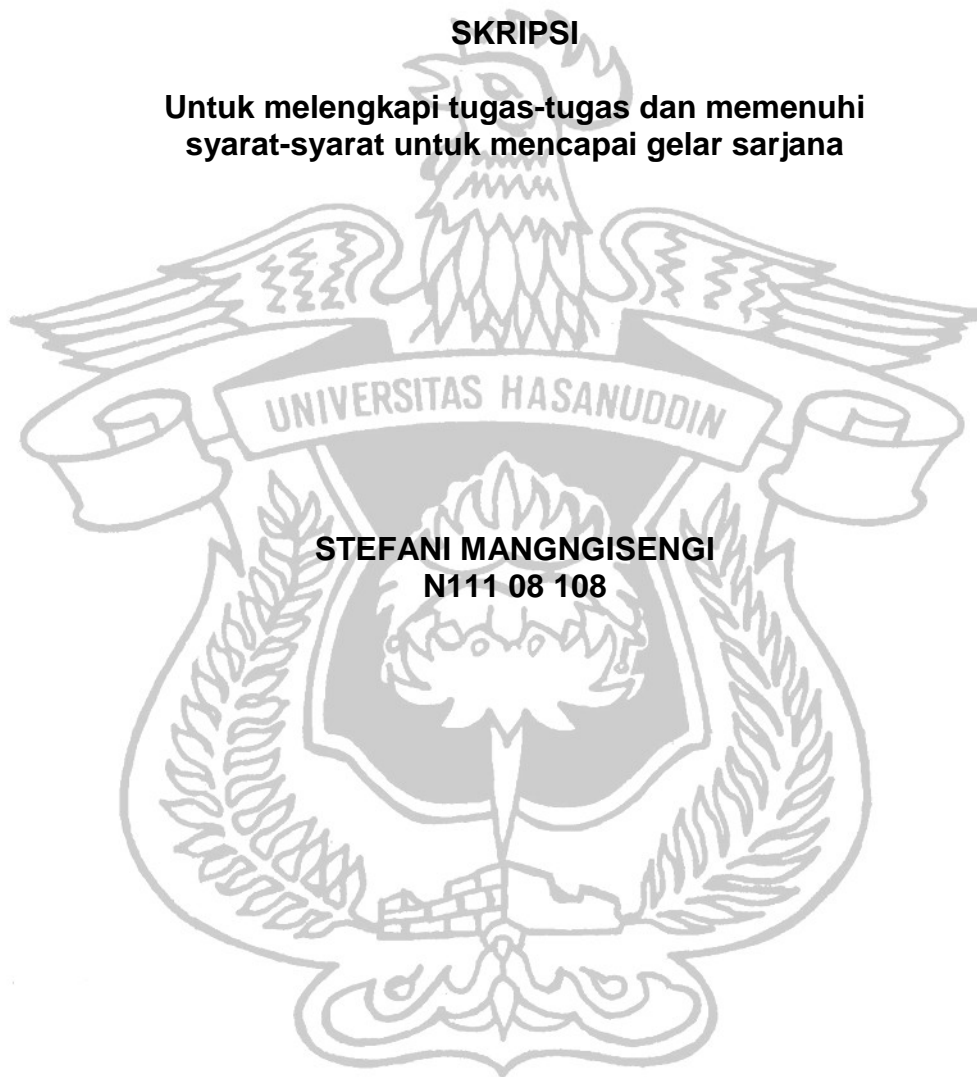 SKRIPSI
Untuk melengkapi tugas-tugas dan memenuhi
syarat-syarat untuk mencapai gelar sarjana
UNIVERSITAS HASANUDDIN
STEFANI MANGNGISENGI
N111 08 108